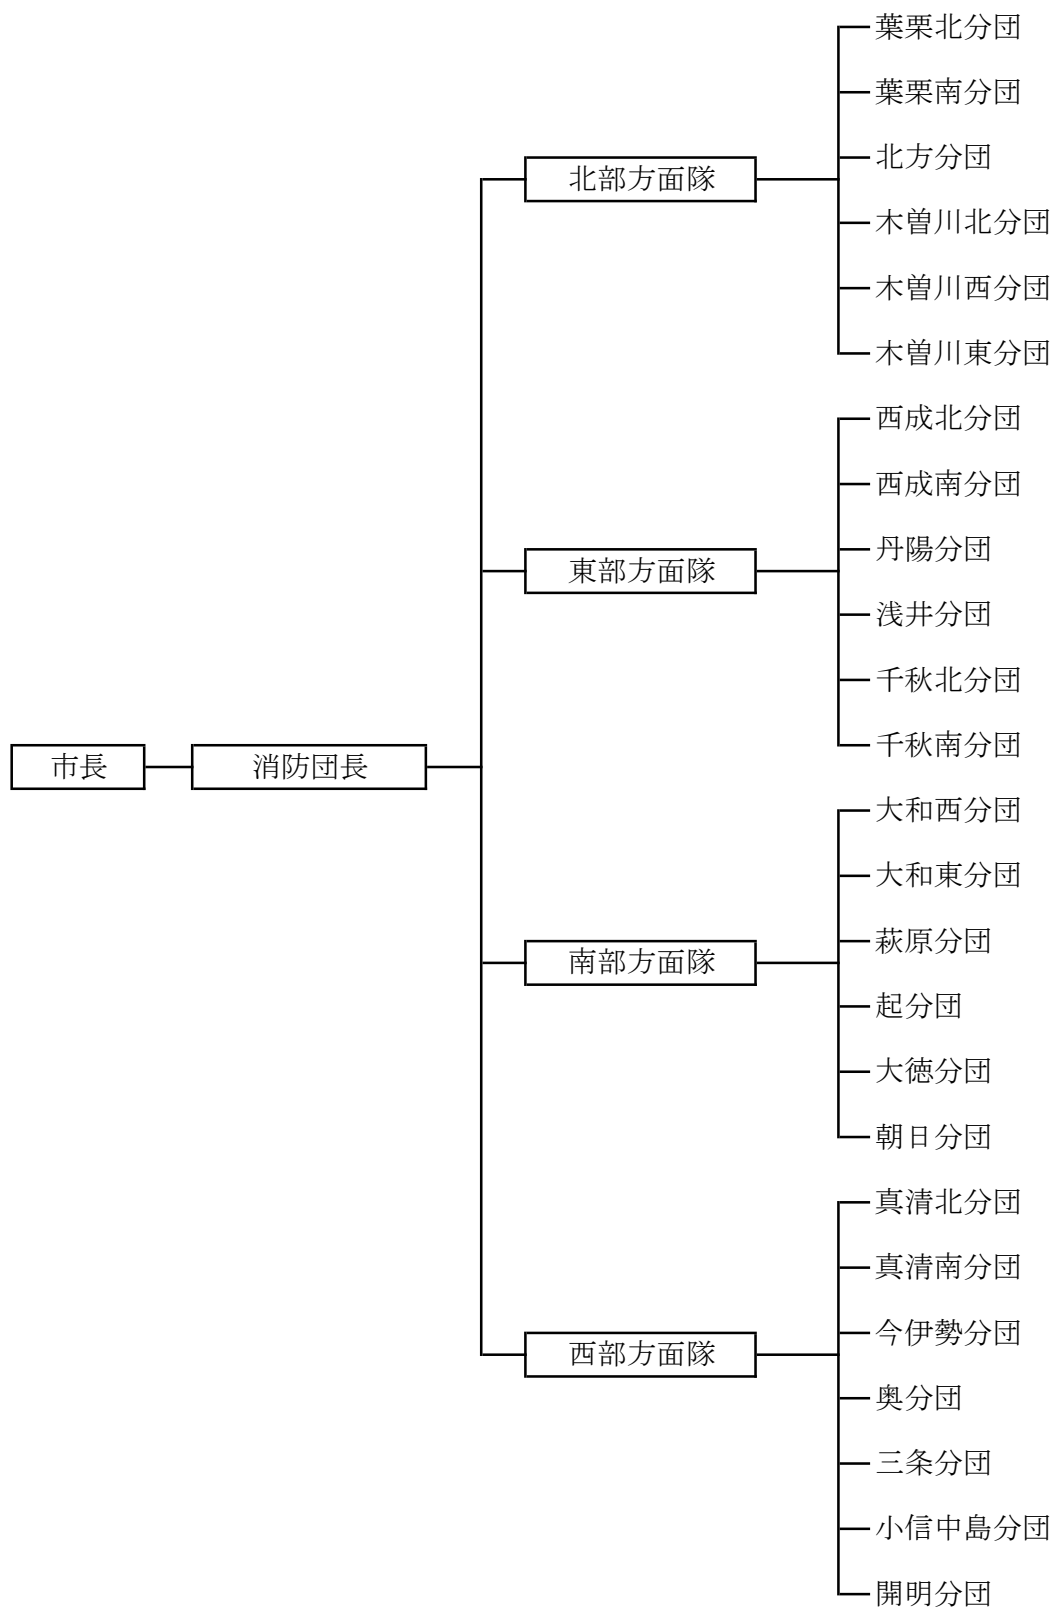 市長
消防団長
北部方面隊
葉栗北分団
葉栗南分団
北方分団
木曽川北分団
木曽川西分団
木曽川東分団
東部方面隊
西成北分団
西成南分団
丹陽分団
浅井分団
千秋北分団
千秋南分団
南部方面隊
大和西分団
大和東分団
萩原分団
起分団
大徳分団
朝日分団
西部方面隊
真清北分団
真清南分団
今伊勢分団
奥分団
三条分団
小信中島分団
開明分団